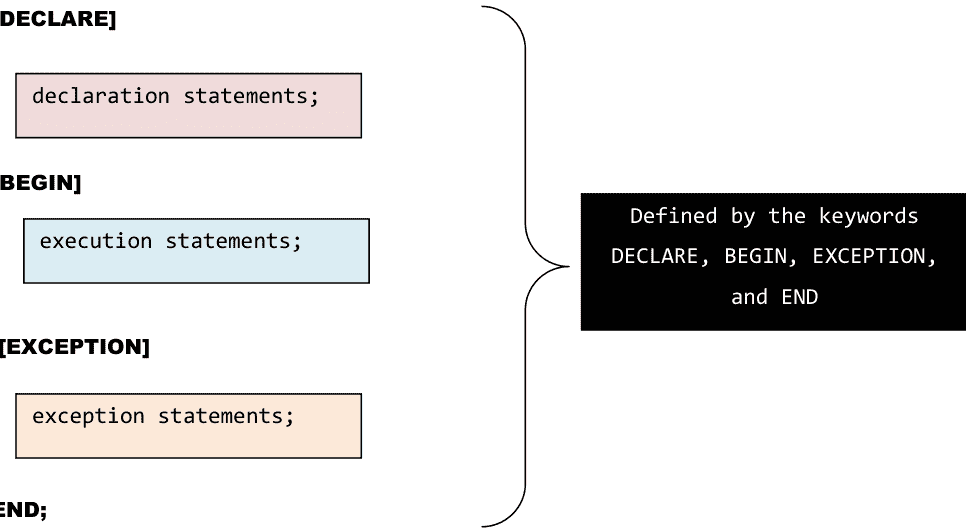 DECLARE]
declaration statements;
BEGIN]
execution statements;
[EXCEPTION]
exception statements;
END;
Defined by the keywords
DECLARE, BEGIN, EXCEPTION,
and END